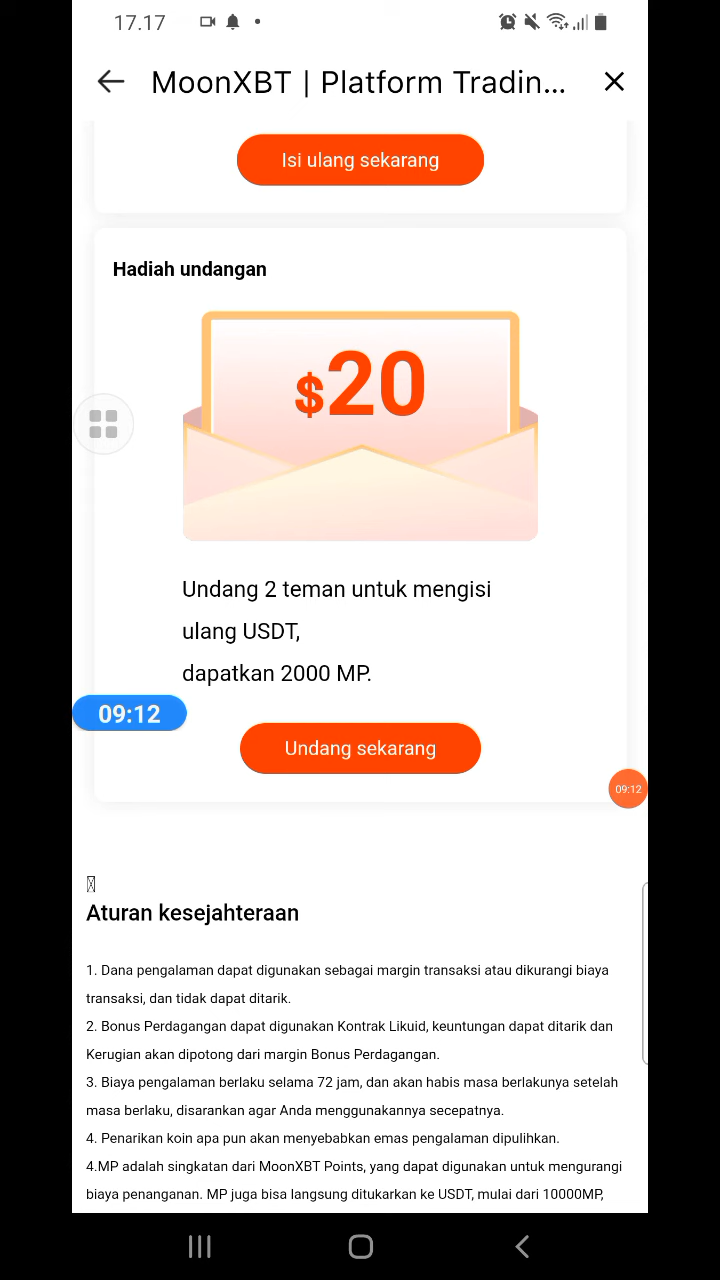 17.17
MoonXBT | Platform Tradin...
Isi ulang sekarang
Hadiah undangan
$20
Undang 2 teman untuk mengisi
ulang USDT,
dapatkan 2000 MP.
09:12
Undang sekarang
09:12
Aturan kesejahteraan
1. Dana pengalaman dapat digunakan sebagai margin transaksi atau dikurangi biaya
transaksi, dan tidak dapat ditarik.
2. Bonus Perdagangan dapat digunakan Kontrak Likuid, keuntungan dapat ditarik dan
Kerugian akan dipotong dari margin Bonus Perdagangan.
3. Biaya pengalaman berlaku selama 72 jam, dan akan habis masa berlakunya setelah
masa berlaku, disarankan agar Anda menggunakannya secepatnya.
4. Penarikan koin apa pun akan menyebabkan emas pengalaman dipulihkan.
4.MP adalah singkatan dari MoonXBT Points, yang dapat digunakan untuk mengurangi
biaya penanganan. MP juga bisa langsung ditukarkan ke USDT, mulai dari 10000MP,